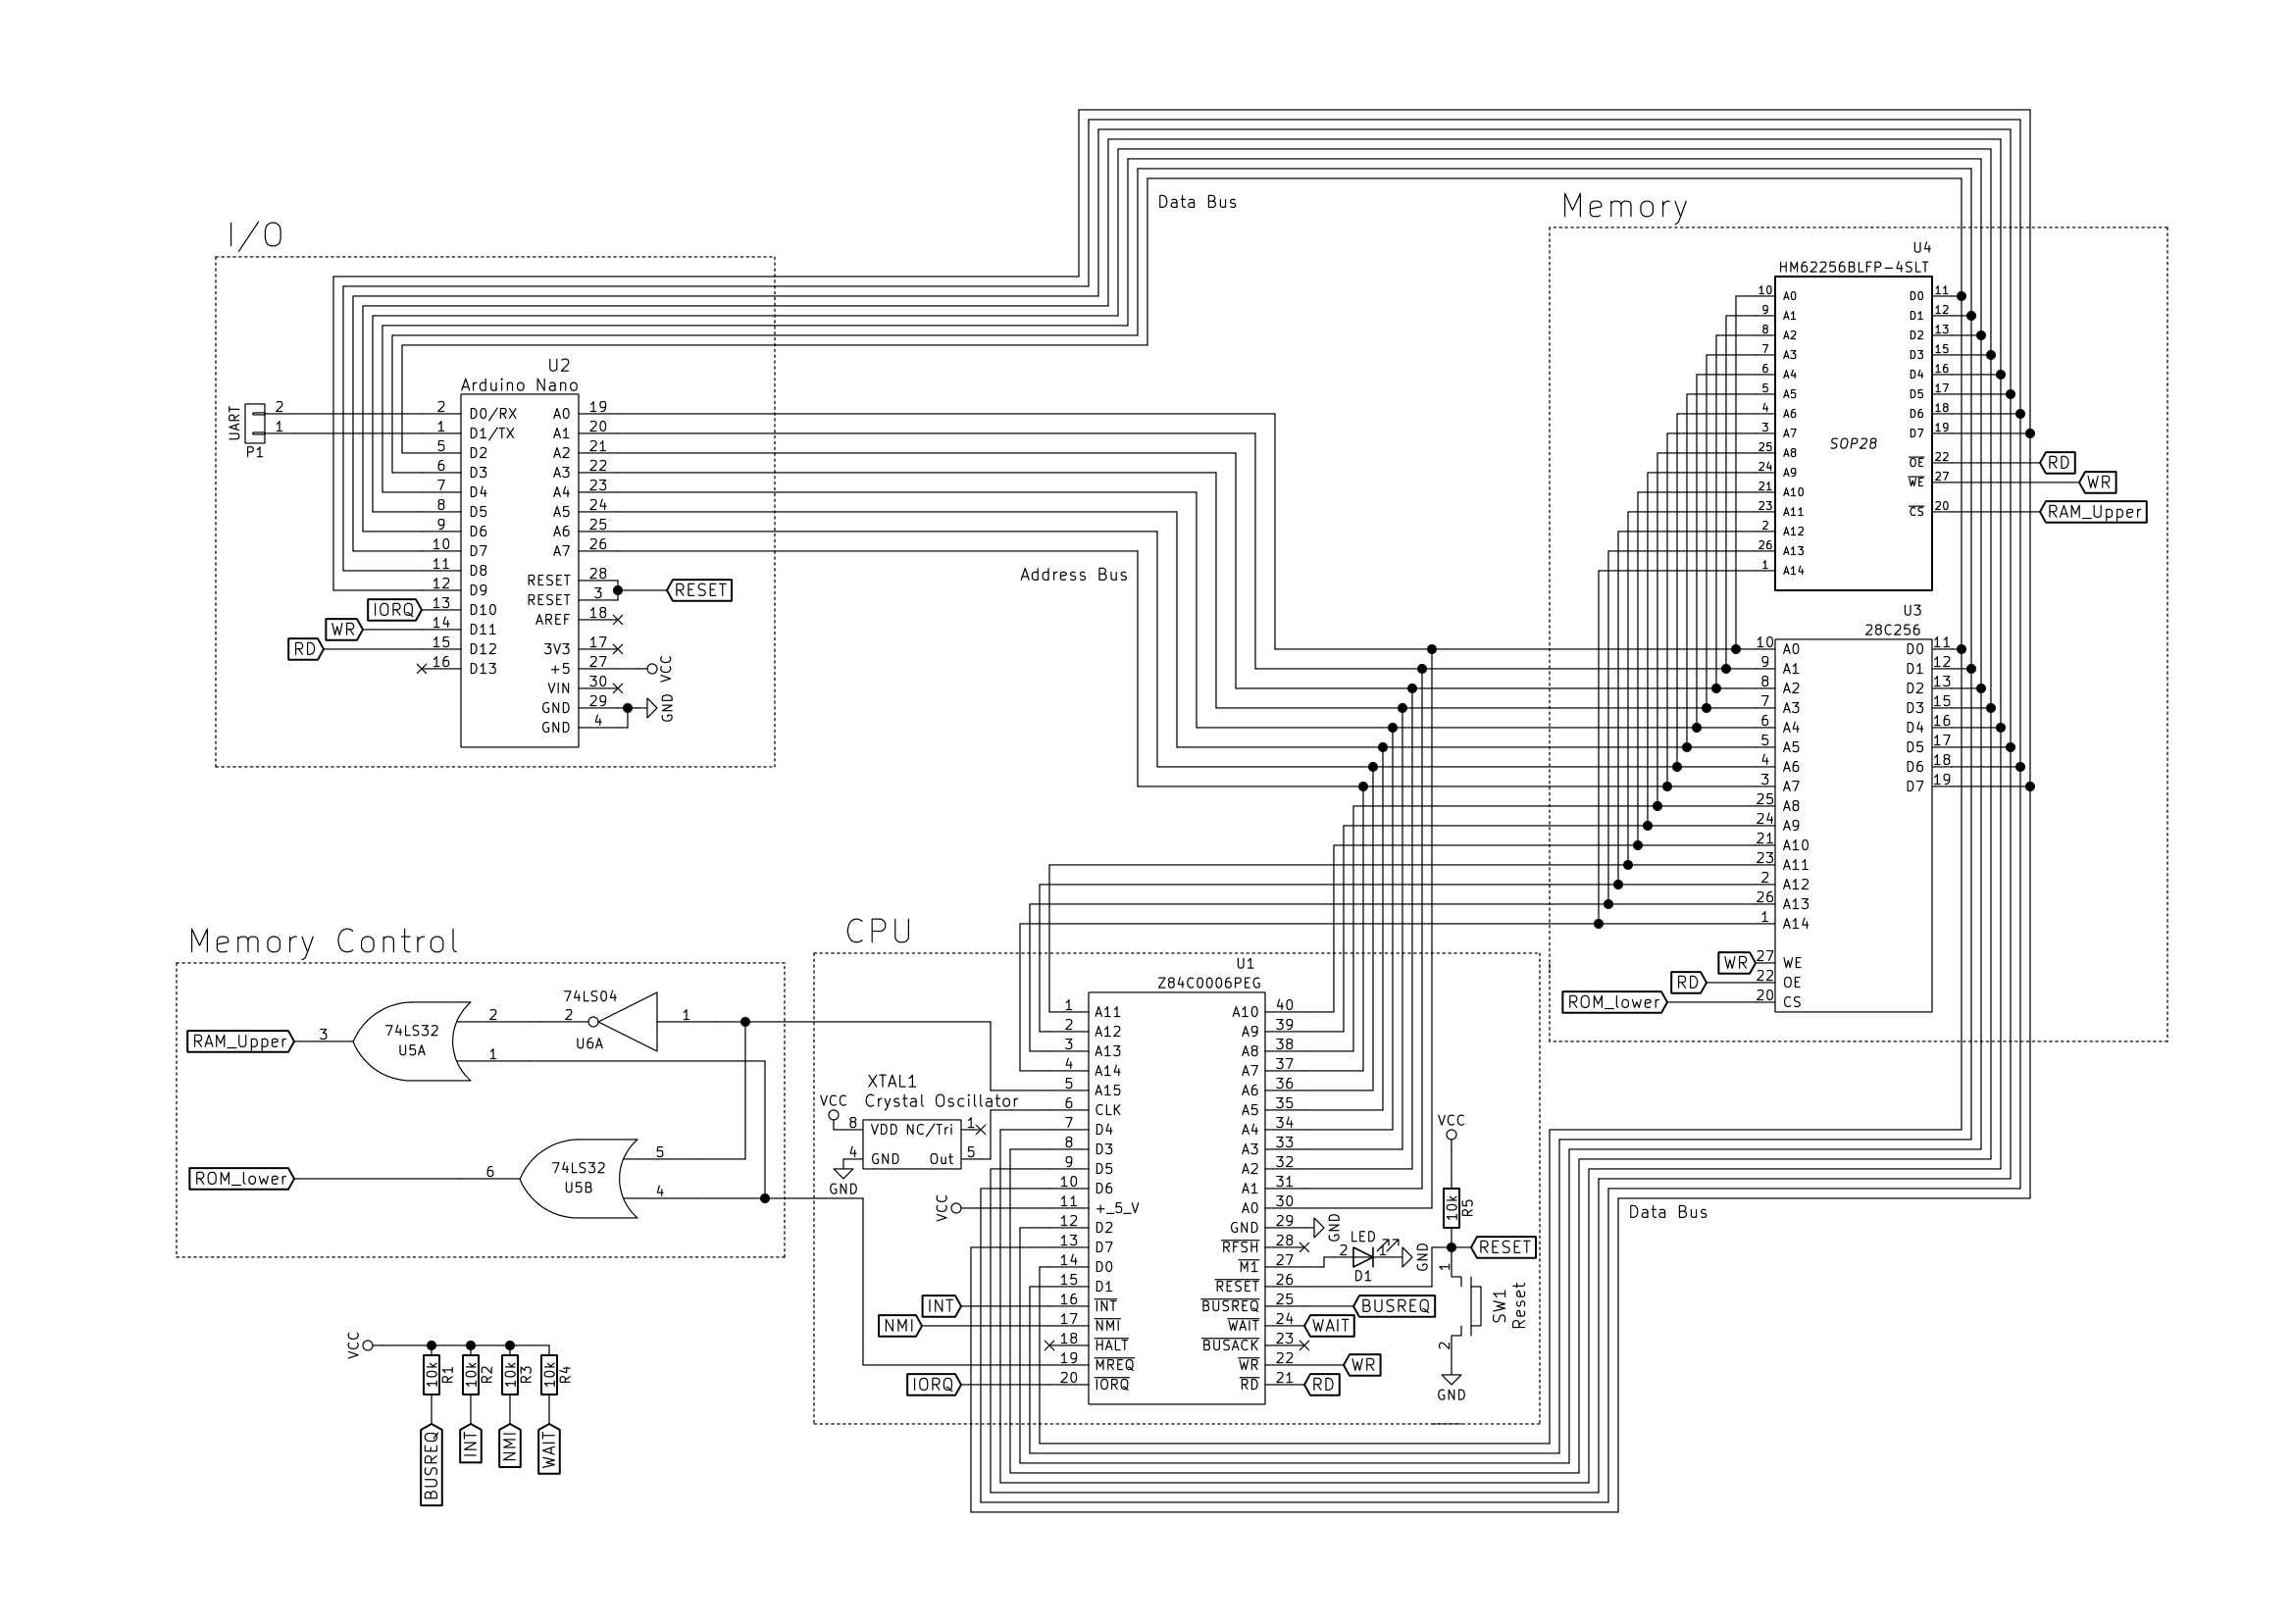 Data Bus
Memory
I/O
U4
HM62256BLFP-4SLT
10 A0 D0 11
9 A1 D1 12
8 A2 D2 13
7 A3 D3 15
6 A4 D4 16
5 A5 D5 17
4 A6 D6 18
3 A7 D7 19
25 A8
SOP28
OE 22 RD
24 A9
WE 27 WR
21 A10
23 A11 CS 20 RAM_Upper
2 A12
26 A13
1 A14
U2
Arduino Nano
UART
P1
2 2 D0/RX A0 19
1 1 D1/TX A1 20
5 D2 A2 21
6 D3 A3 22
7 D4 A4 23
8 D5 A5 24
9 D6 A6 25
10 D7 A7 26
11 D8 RESET 28
12 D9 RESET 3 RESET
IORQ 13 D10 AREF 18
WR 14 D11
RD 15 D12 3V3 17
16 D13 +5 27 VCC
VIN 30
GND 29 GND
GND 4
Address Bus
U3
28C256
10 A0 D0 11
9 A1 D1 12
8 A2 D2 13
7 A3 D3 15
6 A4 D4 16
5 A5 D5 17
4 A6 D6 18
3 A7 D7 19
25 A8
24 A9
21 A10
23 A11
2 A12
26 A13
1 A14
WR 27 WE
RD 22 OE
ROM_lower 20 CS
Memory Control
74LS04
2 2 1
U6A
RAM_Upper 3 74LS32
U5A
1
ROM_lower 6 74LS32
U5B
5
4
CPU
U1
Z84C0006PEG
1 A11 A10 40
2 A12 A9 39
3 A13 A8 38
4 A14 A7 37
5 A15 A6 36
6 CLK A5 35
7 D4 A4 34
8 D3 A3 33
9 D5 A2 32
10 D6 A1 31
VCC 11 +_5_V A0 30
12 D2 GND 29 GND
13 D7 RFSH 28
14 D0 M1 27
15 D1 RESET 26
INT 16 INT BUSREQ 25 BUSREQ
NMI 17 NMI WAIT 24 WAIT
18 HALT BUSACK 23
19 MREQ WR 22 WR
IORQ 20 IORQ RD 21 RD
XTAL1
Crystal Oscillator
VCC
8 VDD NC/Tri 1
4 GND Out 5
GND
LED
2 1
D1
GND
VCC
10k
R5
RESET
1
SW1
Reset
2
GND
Data Bus
VCC
10k R1
10k R2
10k R3
10k R4
BUSREQ
INT
NMI
WAIT